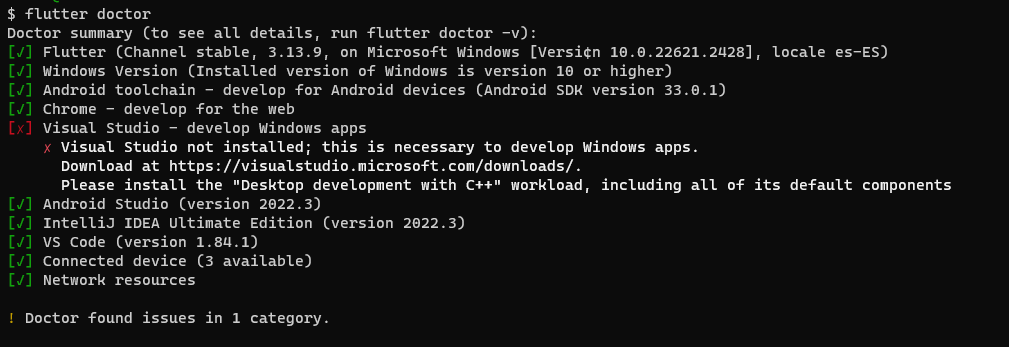 $ flutter doctor
Doctor summary (to see all details, run flutter doctor -v):
[√] Flutter (Channel stable, 3.13.9, on Microsoft Windows [Versi¢n 10.0.22621.2428], locale es-ES)
[√] Windows Version (Installed version of Windows is version 10 or higher)
[√] Android toolchain - develop for Android devices (Android SDK version 33.0.1)
[√] Chrome - develop for the web
[✗] Visual Studio - develop Windows apps
    ✗ Visual Studio not installed; this is necessary to develop Windows apps.
      Download at https://visualstudio.microsoft.com/downloads/.
      Please install the "Desktop development with C++" workload, including all of its default components
[√] Android Studio (version 2022.3)
[√] IntelliJ IDEA Ultimate Edition (version 2022.3)
[√] VS Code (version 1.84.1)
[√] Connected device (3 available)
[√] Network resources
! Doctor found issues in 1 category.